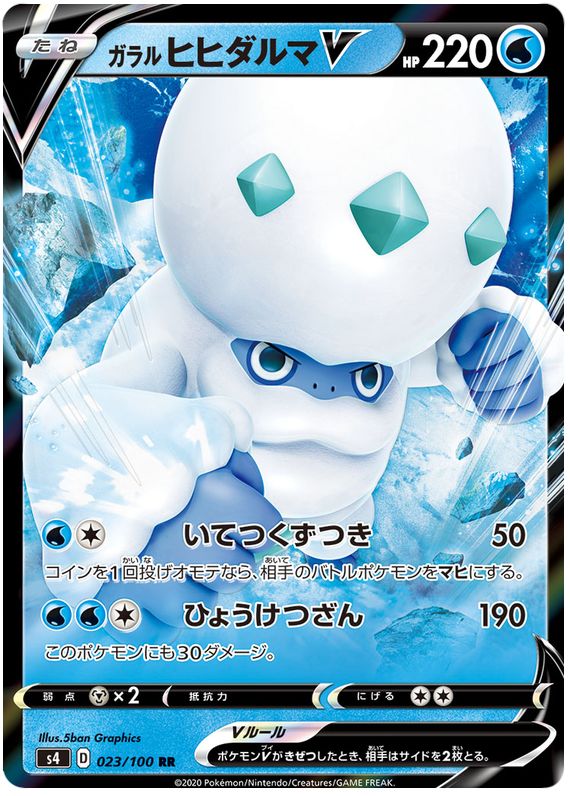 たね ガラル ヒヒダルマV HP 220
いてつくずつき 50
コインを1回投げオモテなら、相手のバトルポケモンをマヒにする。
ひょうけつざん 190
このポケモンにも30ダメージ。
弱点 ×2 抵抗力 にげる
Illus.5ban Graphics
Vルール
s4 D 023/100 RR
ポケモンVがきぜつしたとき、相手はサイドを2枚とる。
©2020 Pokémon/Nintendo/Creatures/GAME FREAK.